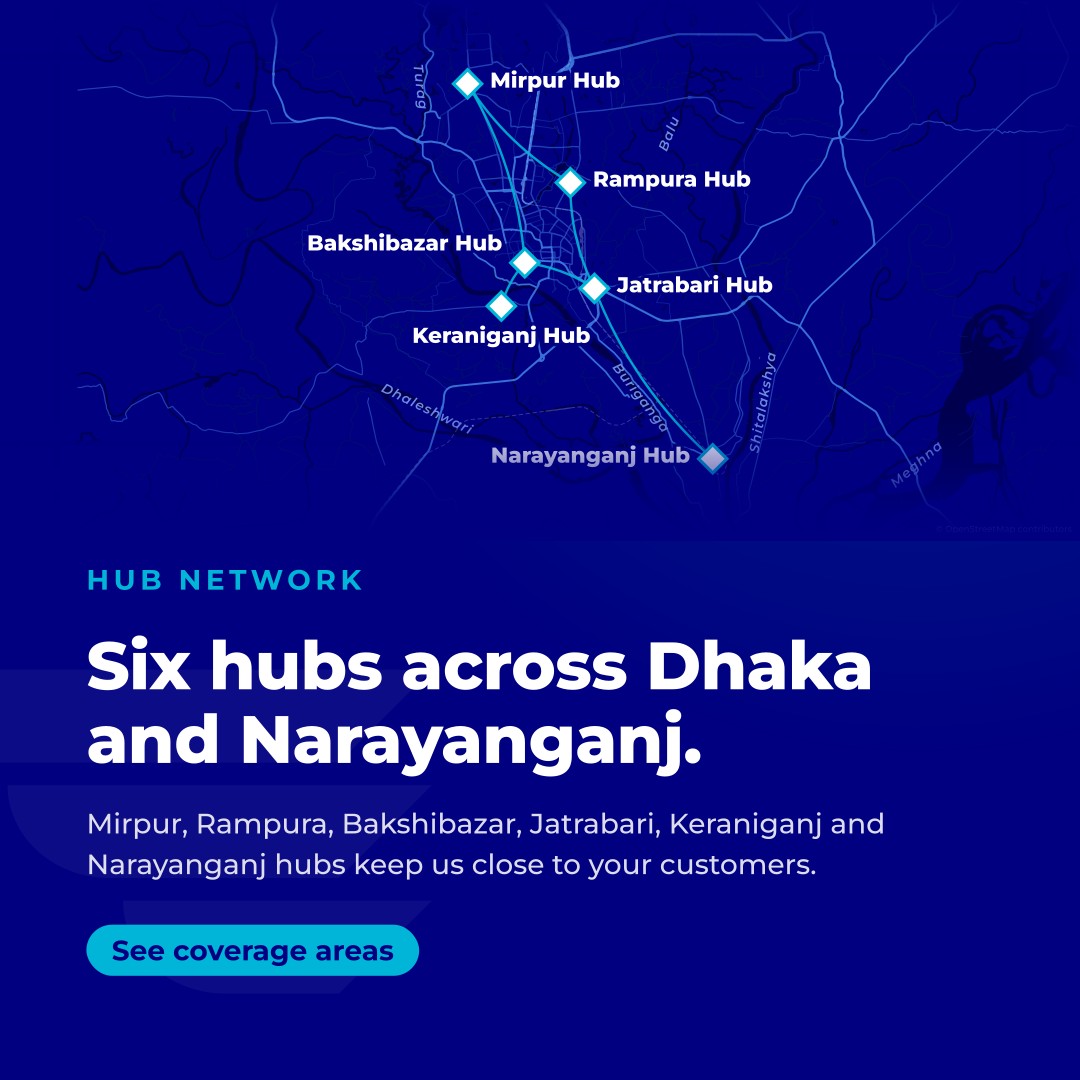 Turag
Mirpur Hub
Balu
Rampura Hub
Bakshibazar Hub
Jatrabari Hub
Keraniganj Hub
Dhaleshwari
Buriganga
Shitalakshya
Narayanganj Hub
Meghna
© OpenStreetMap contributors
HUB NETWORK
Six hubs across Dhaka
and Narayanganj.
Mirpur, Rampura, Bakshibazar, Jatrabari, Keraniganj and
Narayanganj hubs keep us close to your customers.
See coverage areas